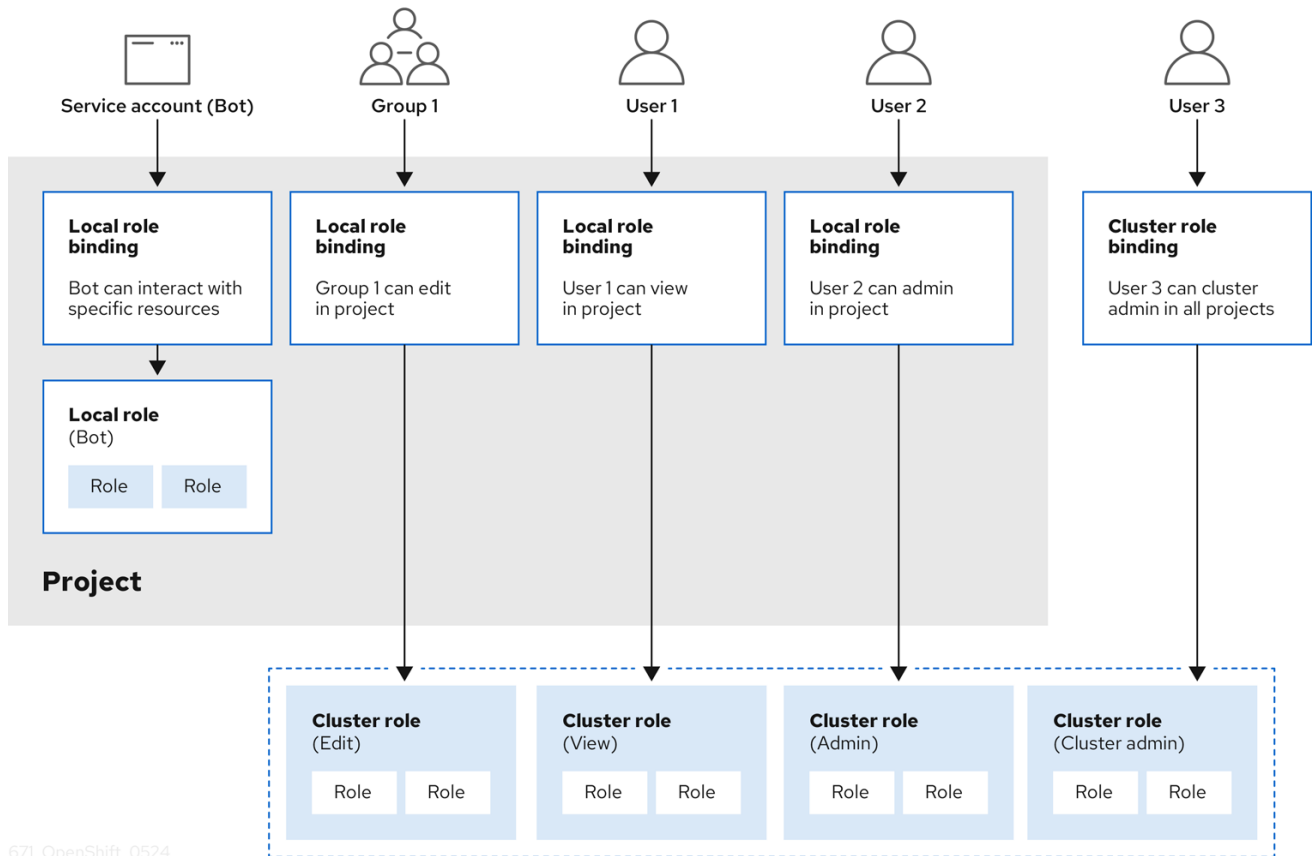 Service account (Bot)
Group 1
User 1
User 2
User 3
Local role
binding
Bot can interact with
specific resources
Local role
binding
Group 1 can edit
in project
Local role
binding
User 1 can view
in project
Local role
binding
User 2 can admin
in project
Cluster role
binding
User 3 can cluster
admin in all projects
Local role
(Bot)
Role
Role
Project
Cluster role
(Edit)
Role
Role
Cluster role
(View)
Role
Role
Cluster role
(Admin)
Role
Role
Cluster role
(Cluster admin)
Role
Role
671_OpenShift_0524